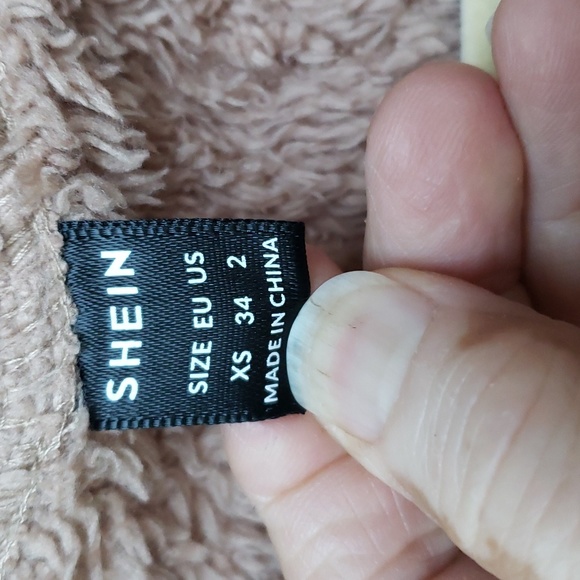 SHEIN
SIZE EU US
XS 34 2
MADE IN CHINA